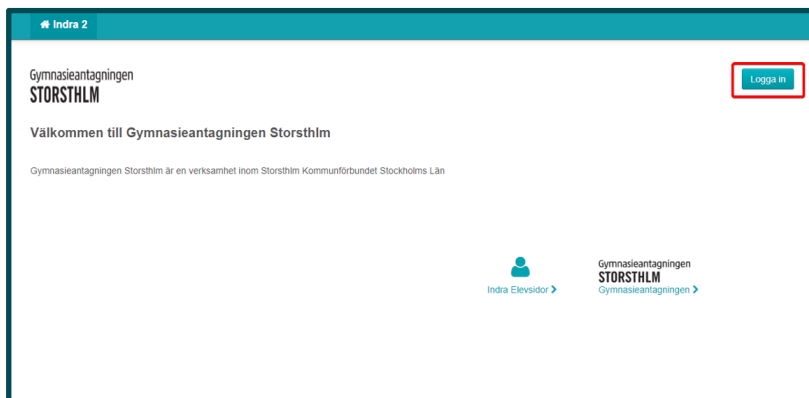 Indra 2
Gymnasieantagningen
STORSTHLM
Logga in
Välkommen till Gymnasieantagningen Storsthlm
Gymnasieantagningen Storsthlm är en verksamhet inom Storsthlm Kommunförbundet Stockholms Län
Indra Elevsidor
Gymnasieantagningen
STORSTHLM
Gymnasieantagningen